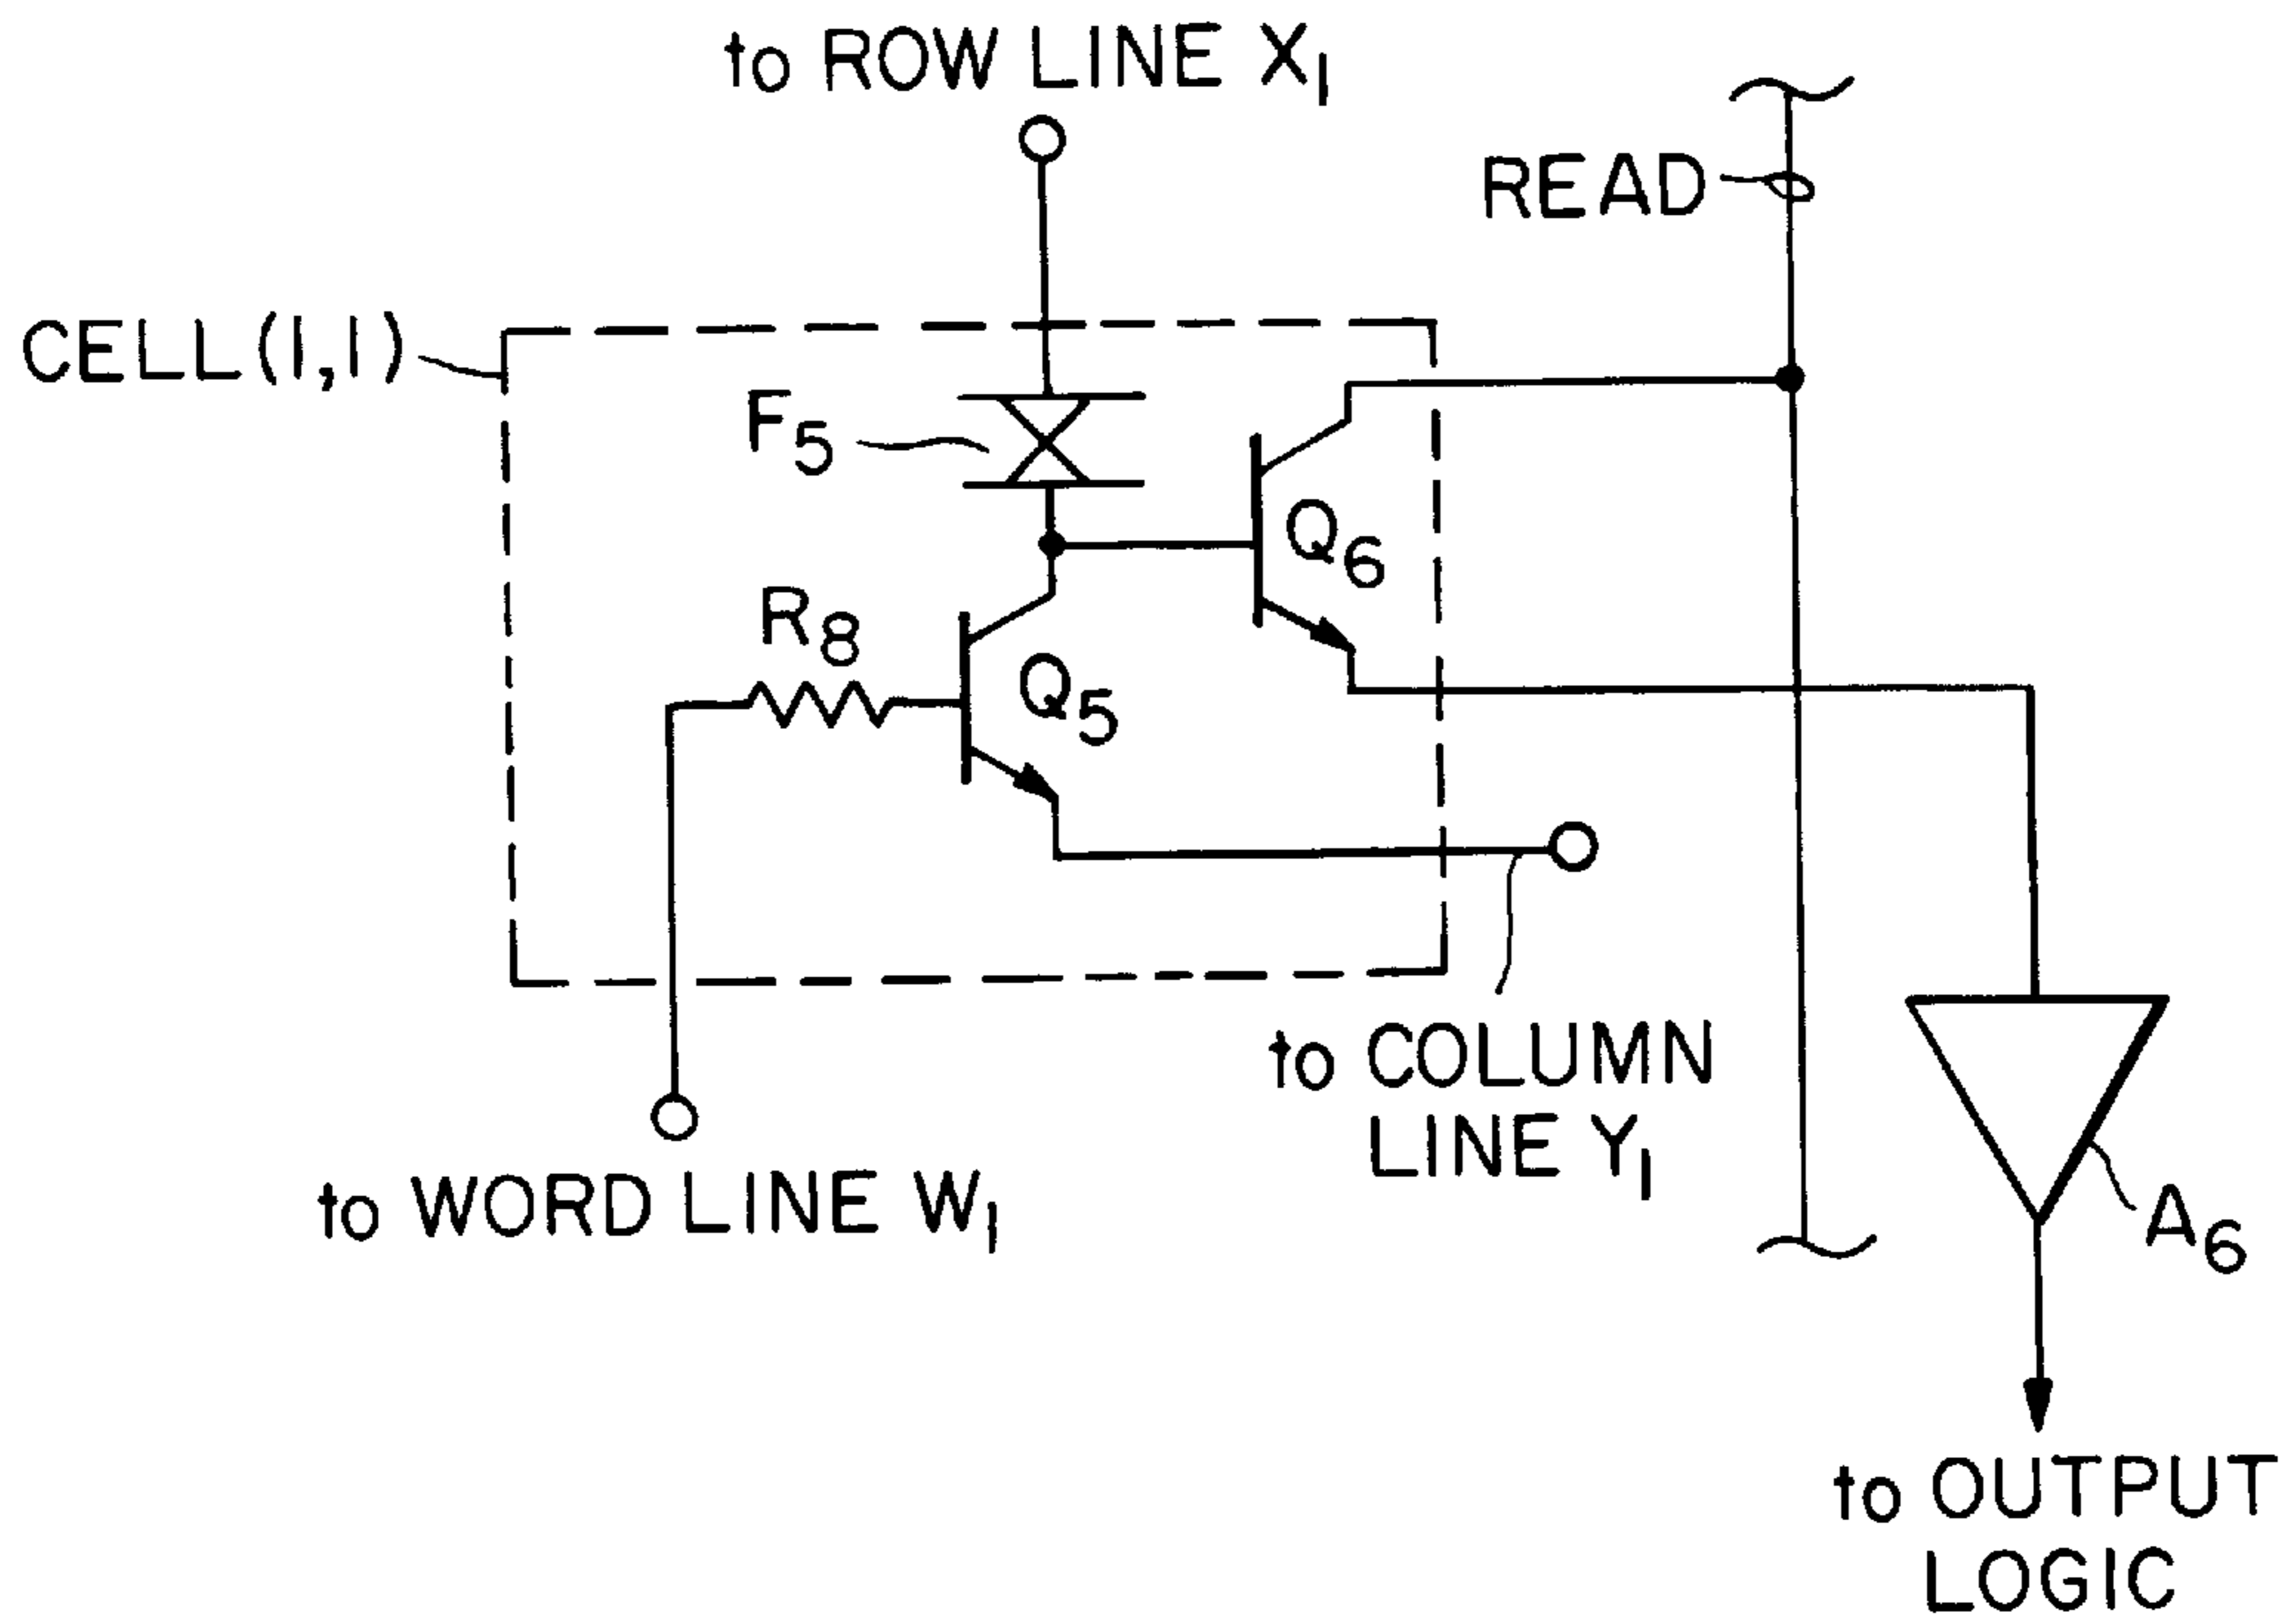 to ROW LINE X1
READ
CELL(1,1)
F5
Q6
R8
Q5
to COLUMN
LINE Y1
to WORD LINE W1
A6
to OUTPUT
LOGIC